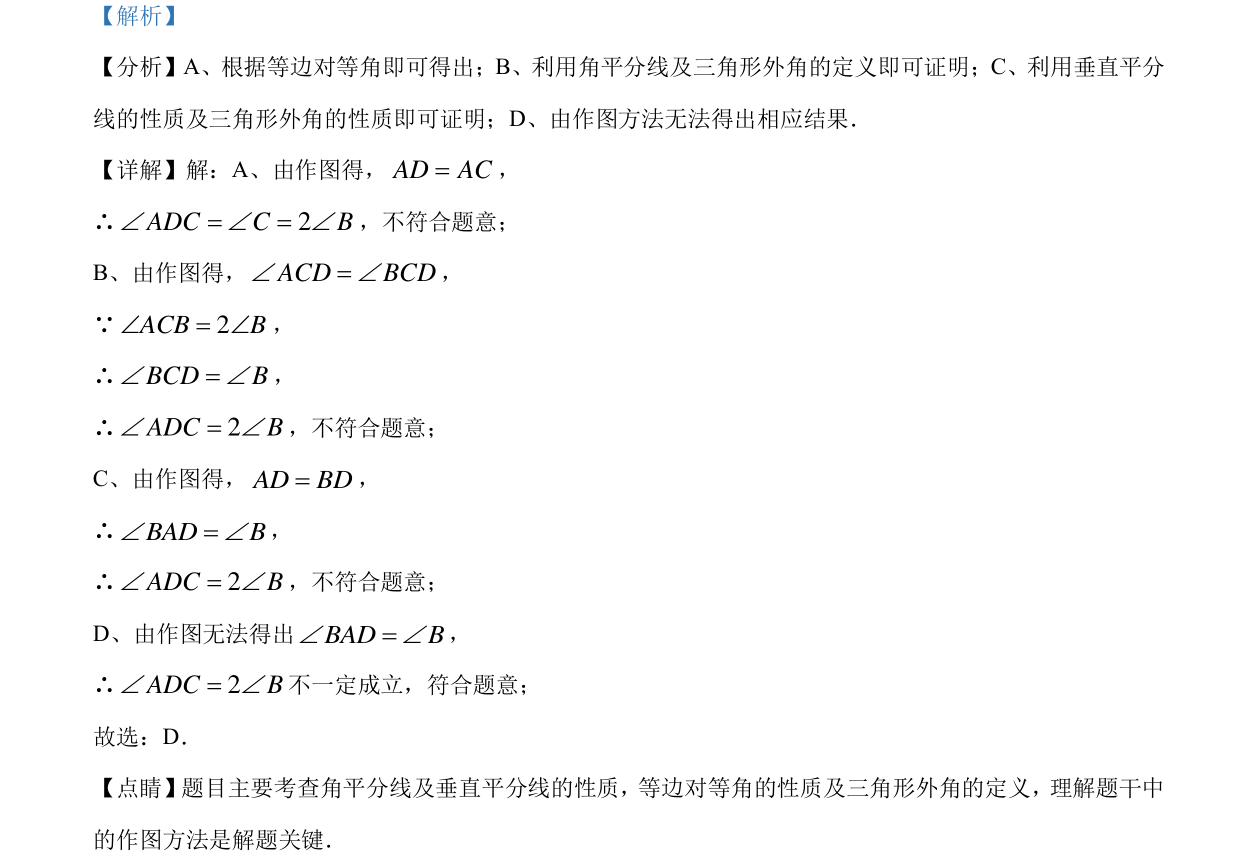 【解析】
【分析】A、根据等边对等角即可得出；B、利用角平分线及三角形外角的定义即可证明；C、利用垂直平分
线的性质及三角形外角的性质即可证明；D、由作图方法无法得出相应结果．
【详解】解：A、由作图得， AD = AC，
∴∠ADC = ∠C = 2∠B，不符合题意；
B、由作图得，∠ACD = ∠BCD，
∵∠ACB = 2∠B，
∴∠BCD = ∠B，
∴∠ADC = 2∠B，不符合题意；
C、由作图得， AD = BD，
∴∠BAD = ∠B，
∴∠ADC = 2∠B，不符合题意；
D、由作图无法得出∠BAD = ∠B，
∴∠ADC = 2∠B不一定成立，符合题意；
故选：D．
【点睛】题目主要考查角平分线及垂直平分线的性质，等边对等角的性质及三角形外角的定义，理解题干中
的作图方法是解题关键．